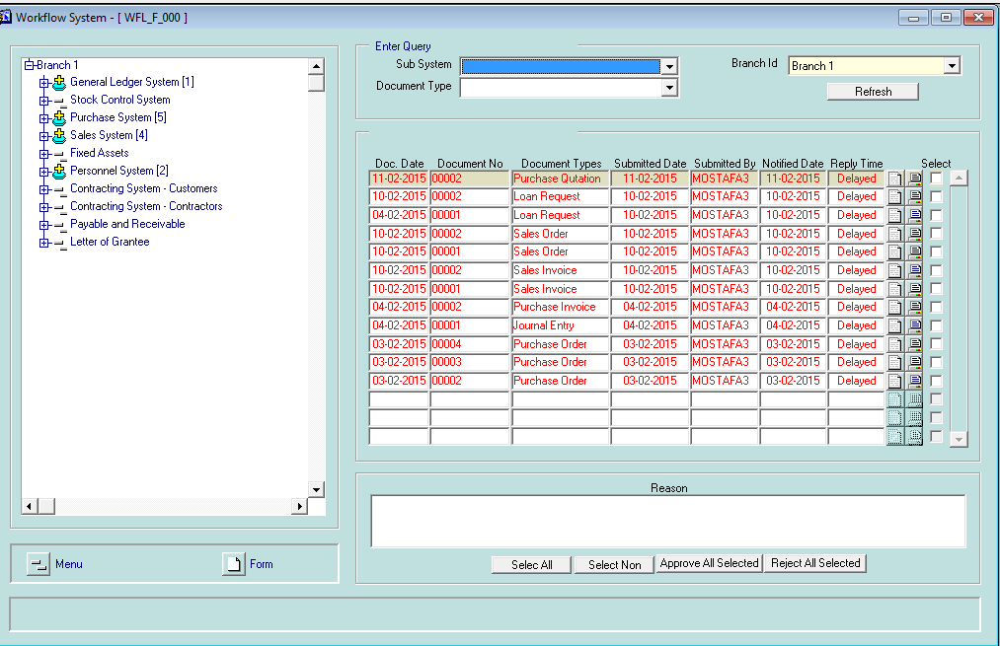 Workflow System - [ WFL_F_000 ]
Branch 1
General Ledger System [1]
Stock Control System
Purchase System [5]
Sales System [4]
Fixed Assets
Personnel System [2]
Contracting System - Customers
Contracting System - Contractors
Payable and Receivable
Letter of Grantee
Menu
Form
Enter Query
Sub System
Document Type
Branch Id Branch 1
Refresh
Doc. Date Document No Document Types Submitted Date Submitted By Notified Date Reply Time Select
11-02-2015 00002 Purchase Qutation 11-02-2015 MOSTAFA3 11-02-2015 Delayed
10-02-2015 00002 Loan Request 10-02-2015 MOSTAFA3 10-02-2015 Delayed
04-02-2015 00001 Loan Request 10-02-2015 MOSTAFA3 10-02-2015 Delayed
10-02-2015 00002 Sales Order 10-02-2015 MOSTAFA3 10-02-2015 Delayed
10-02-2015 00001 Sales Order 10-02-2015 MOSTAFA3 10-02-2015 Delayed
10-02-2015 00002 Sales Invoice 10-02-2015 MOSTAFA3 10-02-2015 Delayed
10-02-2015 00001 Sales Invoice 10-02-2015 MOSTAFA3 10-02-2015 Delayed
04-02-2015 00002 Purchase Invoice 04-02-2015 MOSTAFA3 04-02-2015 Delayed
04-02-2015 00001 Journal Entry 04-02-2015 MOSTAFA3 04-02-2015 Delayed
03-02-2015 00004 Purchase Order 03-02-2015 MOSTAFA3 03-02-2015 Delayed
03-02-2015 00003 Purchase Order 03-02-2015 MOSTAFA3 03-02-2015 Delayed
03-02-2015 00002 Purchase Order 03-02-2015 MOSTAFA3 03-02-2015 Delayed
Reason
Selec All Select Non Approve All Selected Reject All Selected